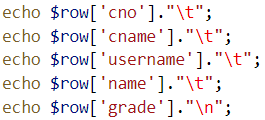 echo $row['cno']."\t";
echo $row['cname']."\t";
echo $row['username']."\t";
echo $row['name']."\t";
echo $row['grade']."\n";